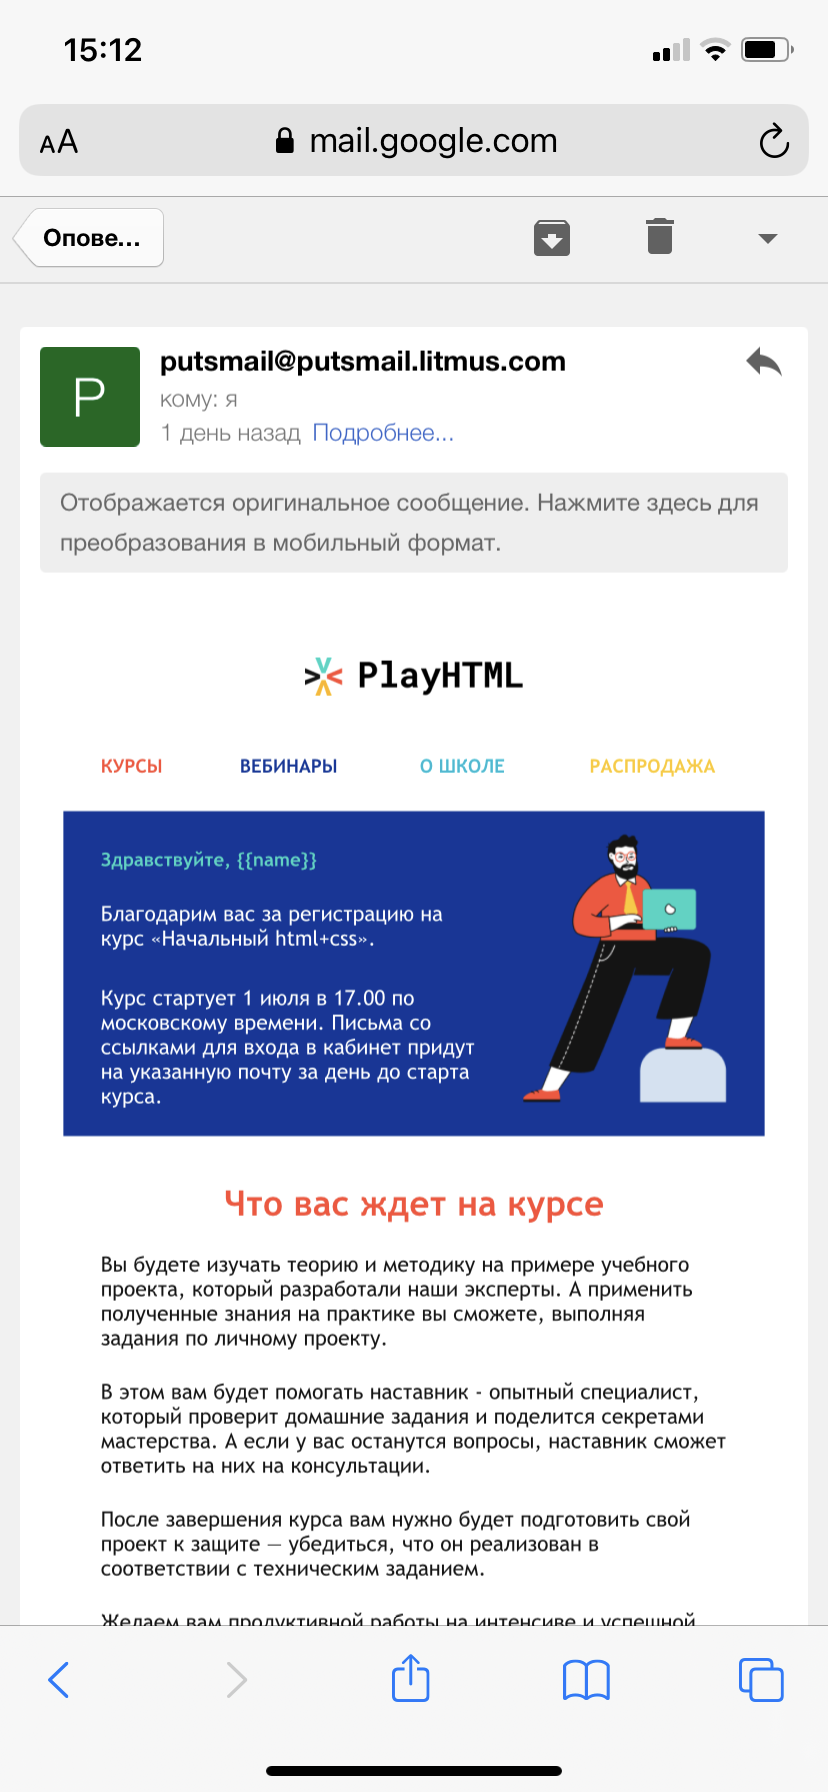 15:12
AA mail.google.com
Опове...
P
putsmail@putsmail.litmus.com
кому: я
1 день назад Подробнее...
Отображается оригинальное сообщение. Нажмите здесь для
преобразования в мобильный формат.
PlayHTML
КУРСЫ ВЕБИНАРЫ О ШКОЛЕ РАСПРОДАЖА
Здравствуйте, {{name}}
Благодарим вас за регистрацию на
курс «Начальный html+css».
Курс стартует 1 июля в 17.00 по
московскому времени. Письма со
ссылками для входа в кабинет придут
на указанную почту за день до старта
курса.
Что вас ждет на курсе
Вы будете изучать теорию и методику на примере учебного
проекта, который разработали наши эксперты. А применить
полученные знания на практике вы сможете, выполняя
задания по личному проекту.
В этом вам будет помогать наставник - опытный специалист,
который проверит домашние задания и поделится секретами
мастерства. А если у вас останутся вопросы, наставник сможет
ответить на них на консультации.
После завершения курса вам нужно будет подготовить свой
проект к защите — убедиться, что он реализован в
соответствии с техническим заданием.
Желаем вам продуктивной работы на интенсиве и успешной